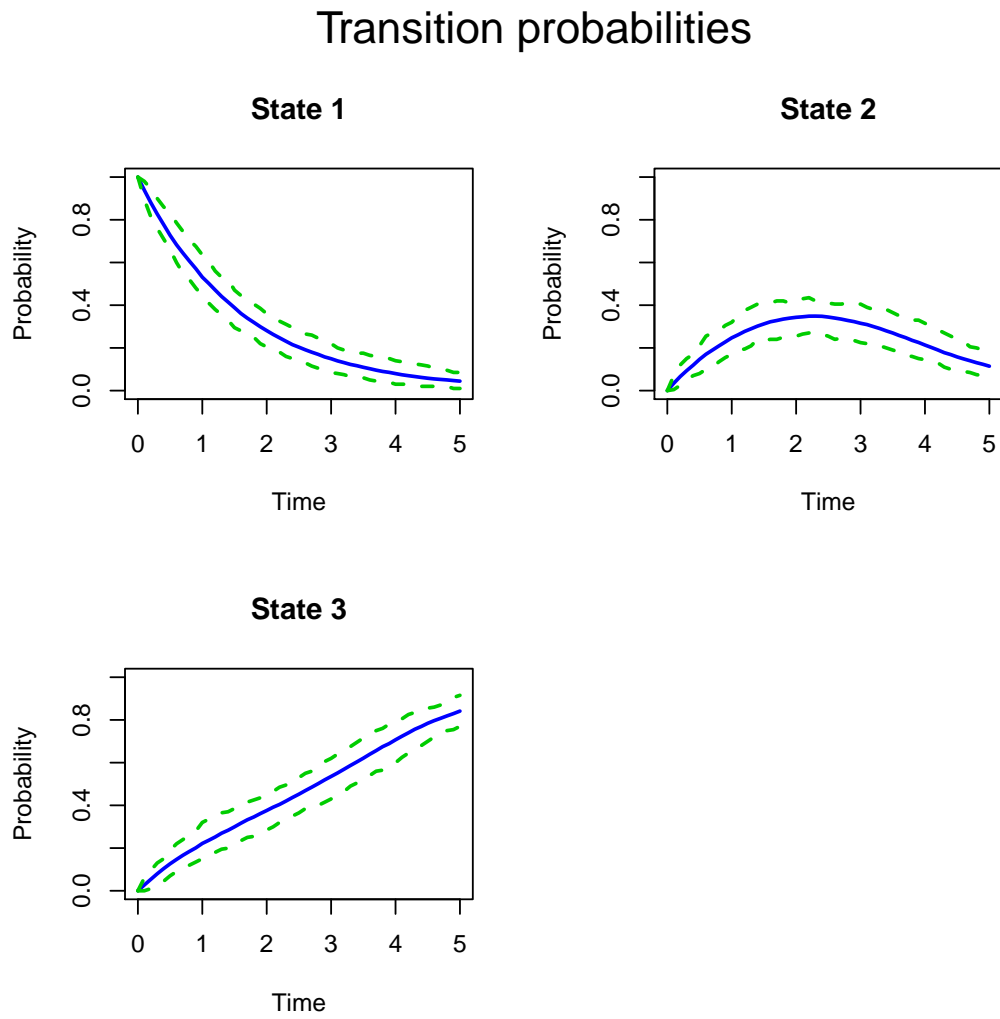 Transition probabilities
State 1
Probability
0.0 0.4 0.8
0 1 2 3 4 5
Time
State 2
Probability
0.0 0.4 0.8
0 1 2 3 4 5
Time
State 3
Probability
0.0 0.4 0.8
0 1 2 3 4 5
Time